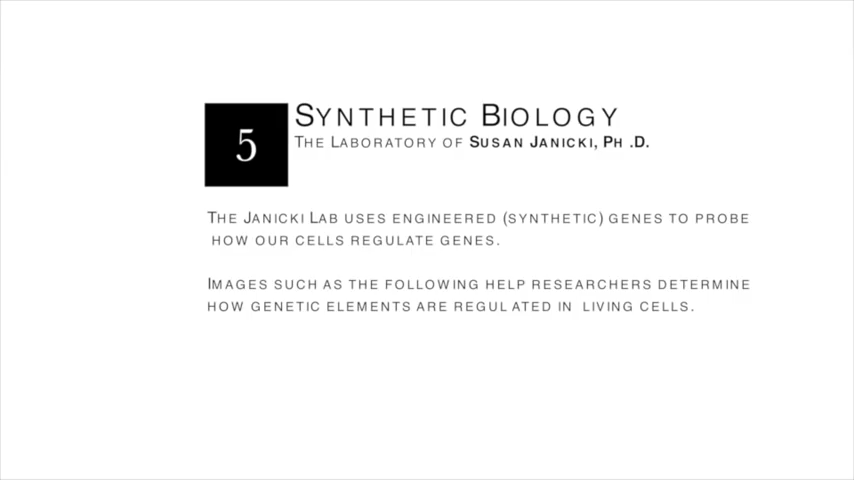 5
SYNTHETIC BIOLOGY
THE LABORATORY OF SUSAN JANICKI, PH .D.
THE JANICKI LAB USES ENGINEERED (SYNTHETIC) GENES TO PROBE
HOW OUR CELLS REGULATE GENES.
IMAGES SUCH AS THE FOLLOWING HELP RESEARCHERS DETERMINE
HOW GENETIC ELEMENTS ARE REGUL ATED IN LIVING CELLS.